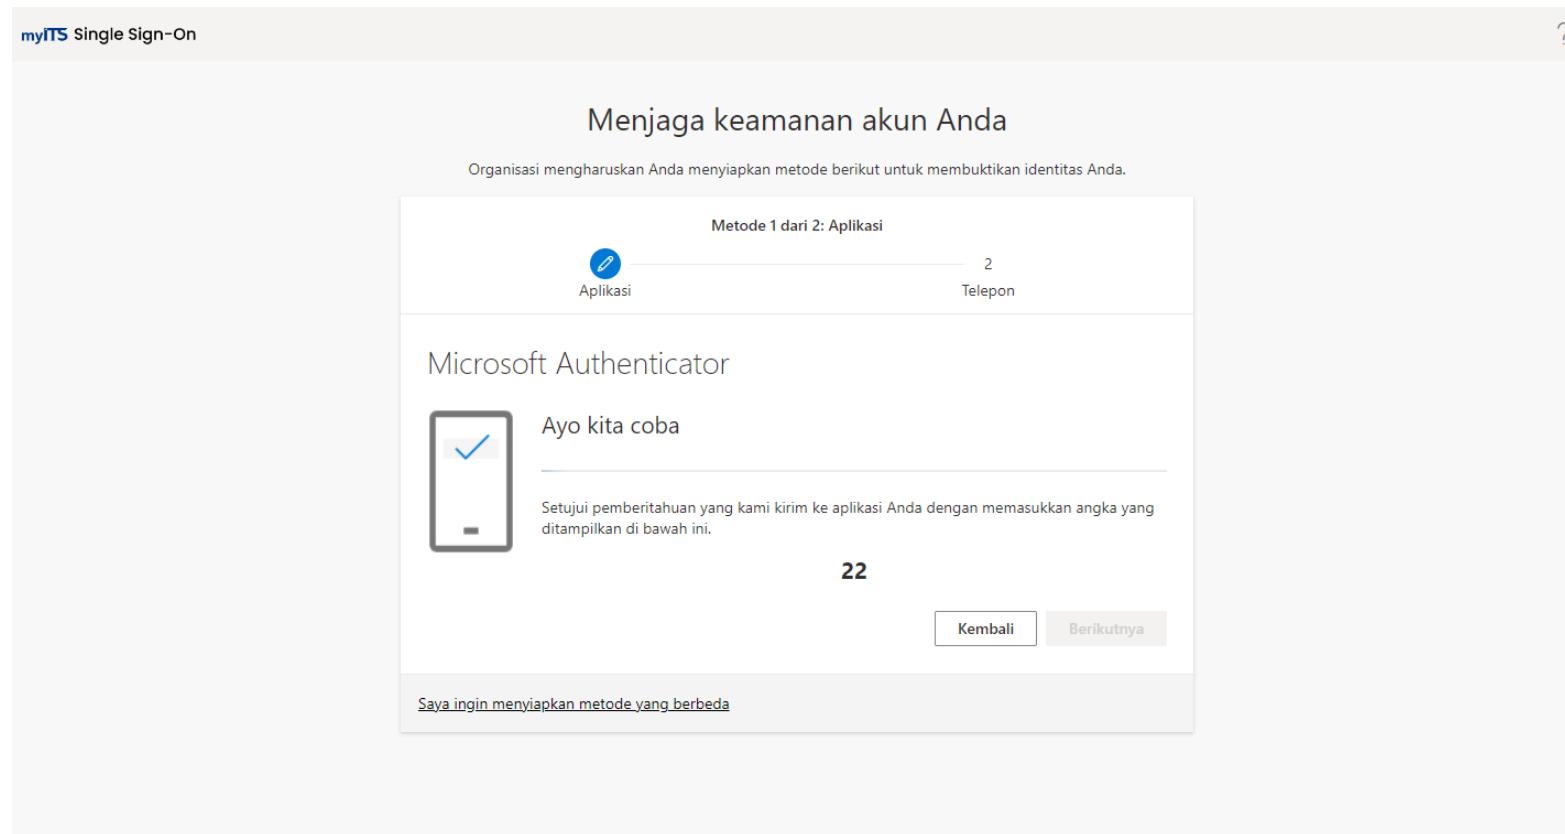 myITS Single Sign-On
?
Menjaga keamanan akun Anda
Organisasi mengharuskan Anda menyiapkan metode berikut untuk membuktikan identitas Anda.
Metode 1 dari 2: Aplikasi
2
Aplikasi
Telepon
Microsoft Authenticator
Ayo kita coba
Setujui pemberitahuan yang kami kirim ke aplikasi Anda dengan memasukkan angka yang
ditampilkan di bawah ini.
22
Kembali
Berikutnya
Saya ingin menyiapkan metode yang berbeda